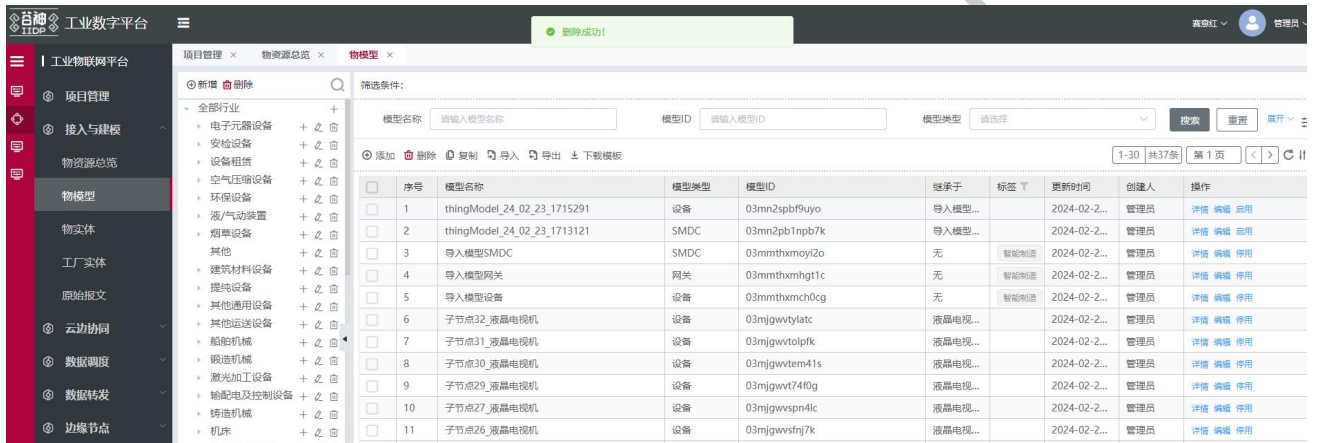 谷神 IIDP 工业数字平台
删除成功!
赛意红
管理员
工业物联网平台
项目管理
接入与建模
物资源总览
物模型
物实体
工厂实体
原始报文
云边协同
数据调度
数据转发
边缘节点
项目管理 × 物资源总览 × 物模型 ×
新增 删除
全部行业
电子元器设备
安检设备
设备租赁
空气压缩设备
环保设备
液/气动装置
烟草设备
其他
建筑材料设备
提纯设备
其他通用设备
其他运送设备
船舶机械
锻造机械
激光加工设备
输配电及控制设备
铸造机械
机床
筛选条件:
模型名称 请输入模型名称 模型ID 请输入模型ID 模型类型 请选择 搜索 重置 展开
添加 删除 复制 导入 导出 下载模板 1-30 共37条 第1页
序号 模型名称 模型类型 模型ID 继承于 标签 更新时间 创建人 操作
1 thingModel_24_02_23_1715291 设备 03mn2spbf9uyo 导入模型... 2024-02-2... 管理员 详情 编辑 启用
2 thingModel_24_02_23_1713121 SMDC 03mn2pb1npb7k 导入模型... 2024-02-2... 管理员 详情 编辑 启用
3 导入模型SMDC SMDC 03mmthxmoyi2o 无 智能制造 2024-02-2... 管理员 详情 编辑 停用
4 导入模型网关 网关 03mmthxmhgt1c 无 智能制造 2024-02-2... 管理员 详情 编辑 停用
5 导入模型设备 设备 03mmthxmch0cg 无 智能制造 2024-02-2... 管理员 详情 编辑 停用
6 子节点32_液晶电视机 设备 03mjgwvtylatc 液晶电视... 2024-02-2... 管理员 详情 编辑 停用
7 子节点31_液晶电视机 设备 03mjgwvtolpfk 液晶电视... 2024-02-2... 管理员 详情 编辑 停用
8 子节点30_液晶电视机 设备 03mjgwvtem41s 液晶电视... 2024-02-2... 管理员 详情 编辑 停用
9 子节点29_液晶电视机 设备 03mjgwvt74f0g 液晶电视... 2024-02-2... 管理员 详情 编辑 停用
10 子节点27_液晶电视机 设备 03mjgwvspn4lc 液晶电视... 2024-02-2... 管理员 详情 编辑 停用
11 子节点26_液晶电视机 设备 03mjgwvsfnj7k 液晶电视... 2024-02-2... 管理员 详情 编辑 停用